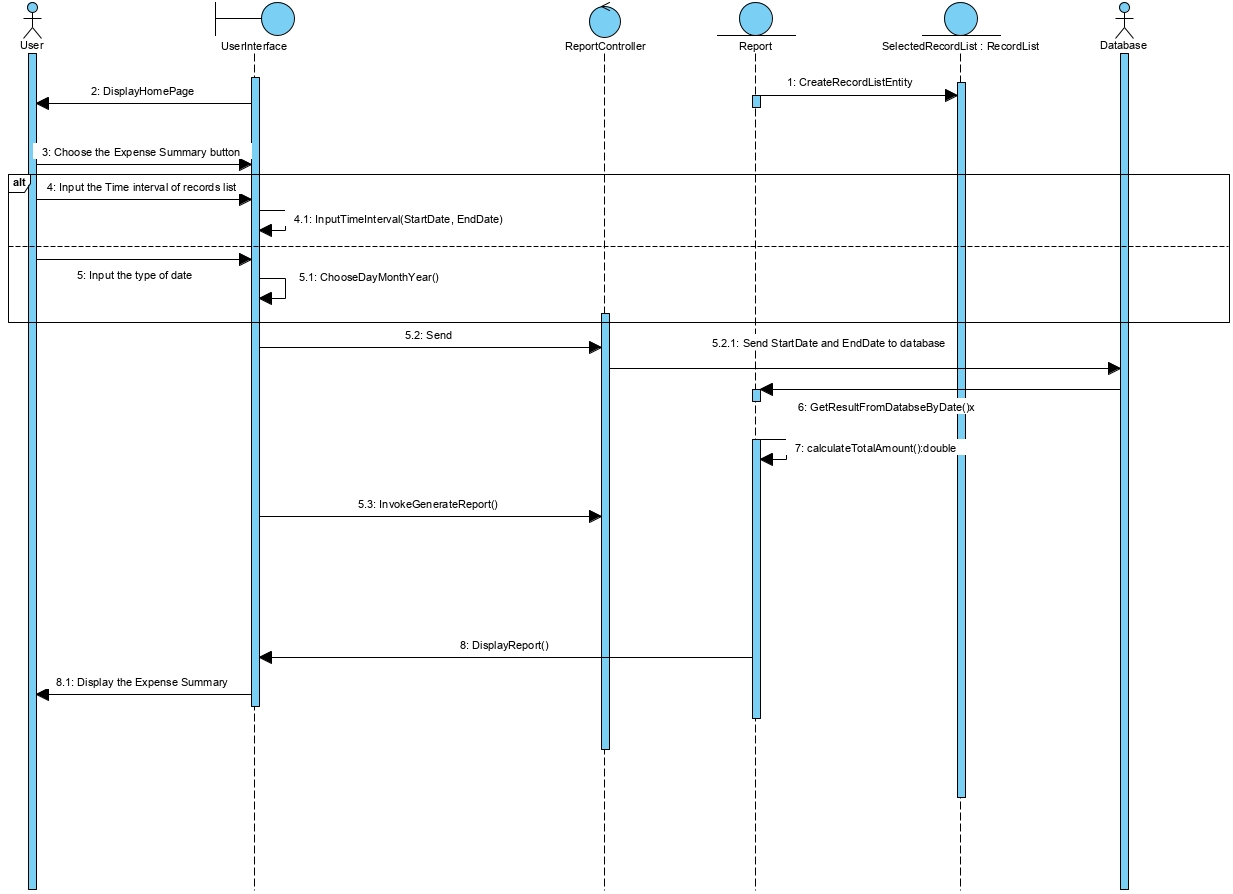 User
UserInterface
ReportController
Report
SelectedRecordList : RecordList
Database
1: CreateRecordListEntity
2: DisplayHomePage
3: Choose the Expense Summary button
alt
4: Input the Time interval of records list
4.1: InputTimeInterval(StartDate, EndDate)
5: Input the type of date
5.1: ChooseDayMonthYear()
5.2: Send
5.2.1: Send StartDate and EndDate to database
6: GetResultFromDatabseByDate()x
7: calculateTotalAmount():double
5.3: InvokeGenerateReport()
8: DisplayReport()
8.1: Display the Expense Summary